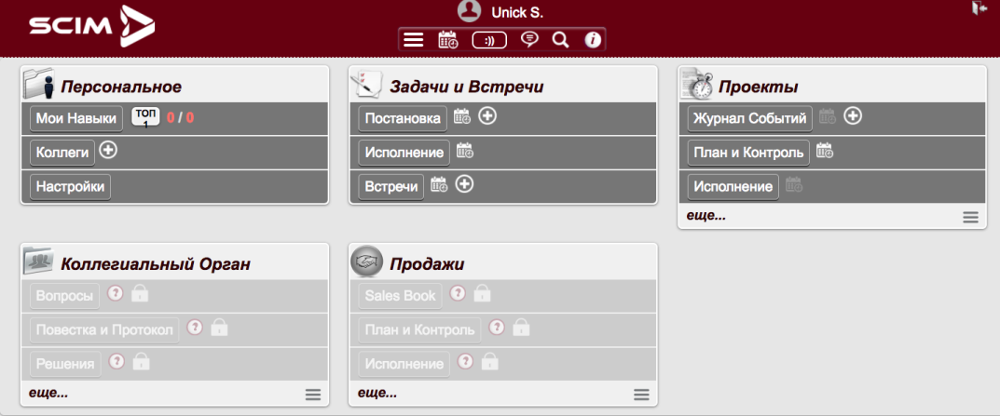 SCIM
Unick S.
:))
i
Персональное
Мои Навыки ТОП 1 0 / 0
Коллеги
Настройки
Задачи и Встречи
Постановка
Исполнение
Встречи
Проекты
Журнал Событий
План и Контроль
Исполнение
еще...
Коллегиальный Орган
Вопросы ?
Повестка и Протокол ?
Решения ?
еще...
Продажи
Sales Book ?
План и Контроль ?
Исполнение ?
еще...